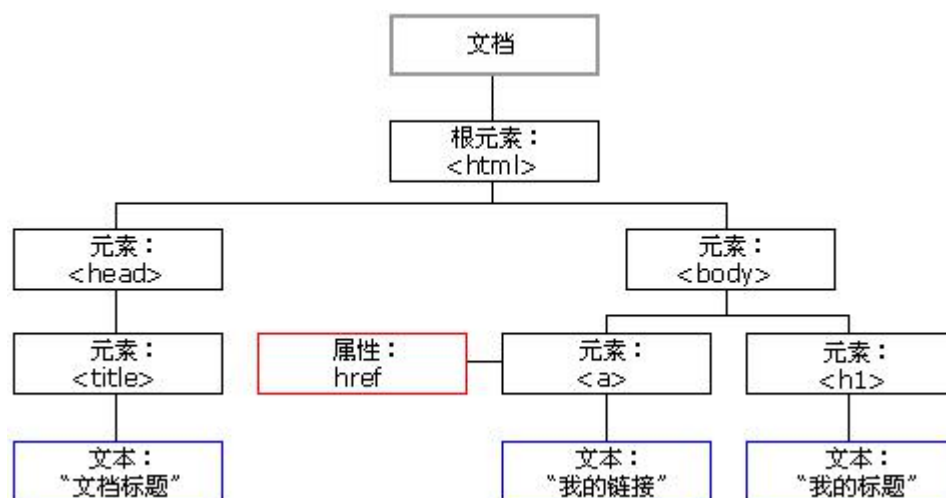 文档
根元素：
<html>
元素：
<head>
元素：
<body>
元素：
<title>
属性：
href
元素：
<a>
元素：
<h1>
文本：
“文档标题”
文本：
“我的链接”
文本：
“我的标题”